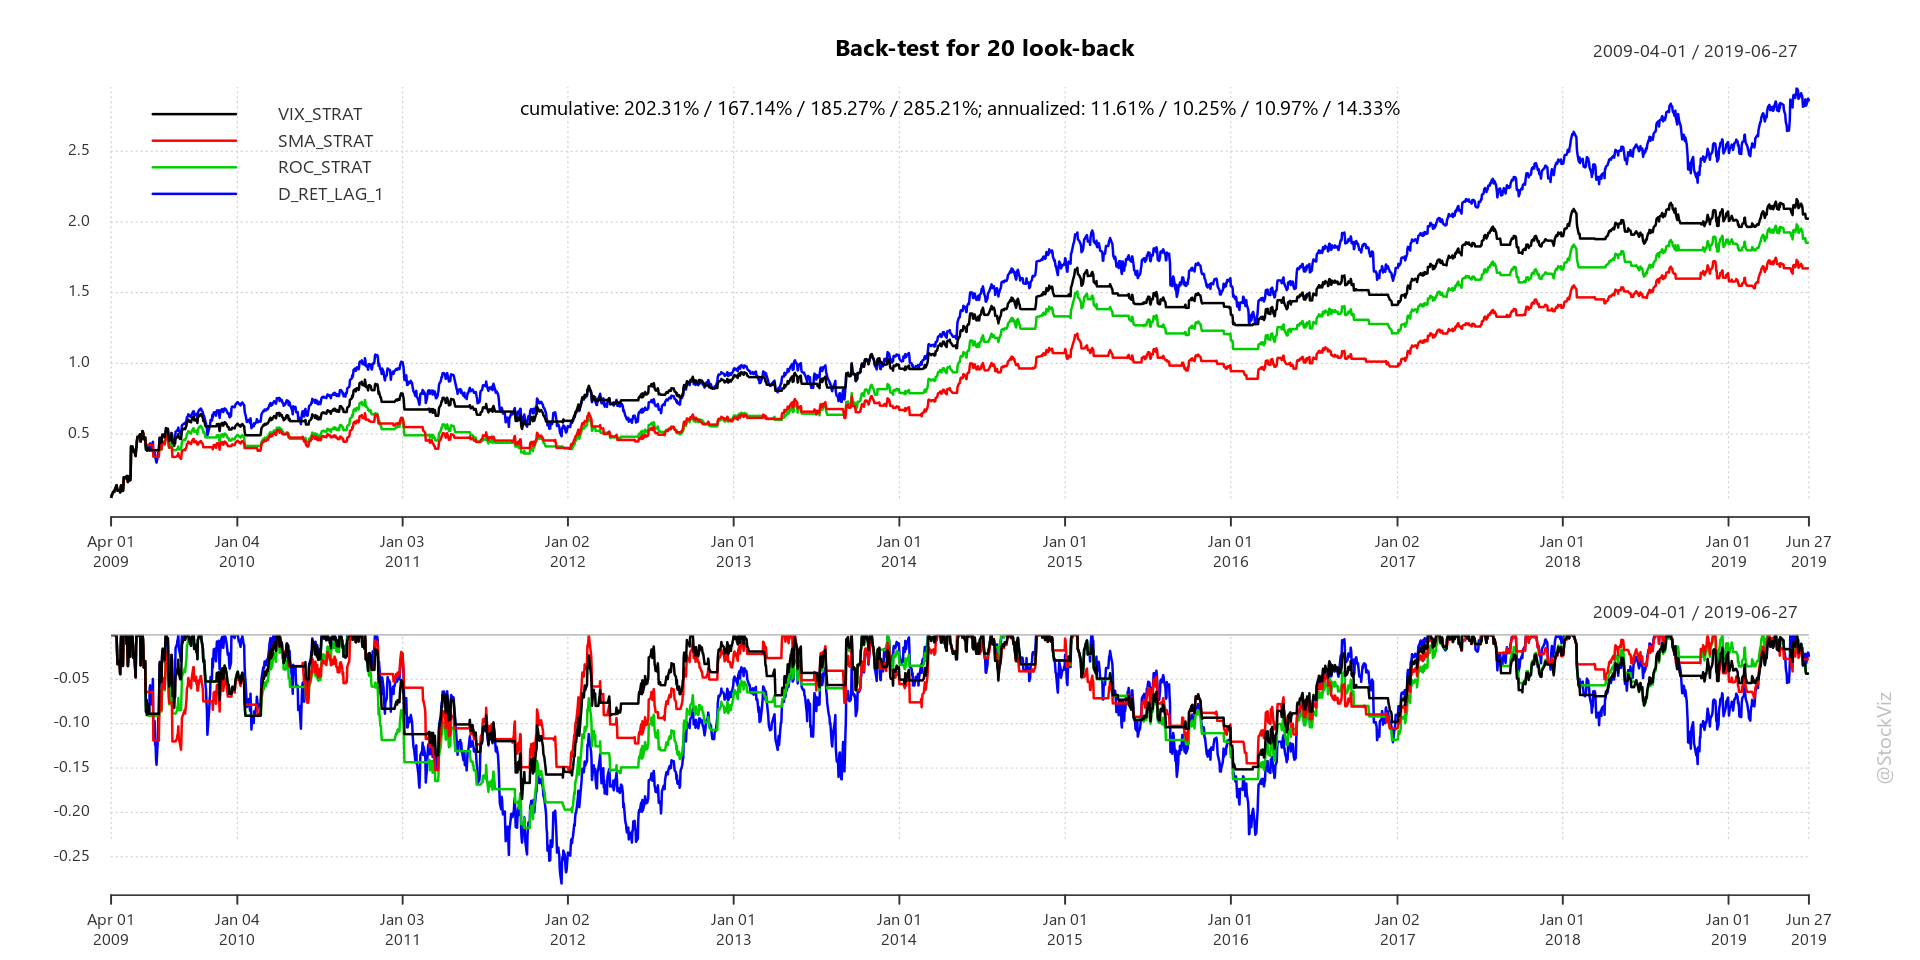 Back-test for 20 look-back
2009-04-01 / 2019-06-27
cumulative: 202.31% / 167.14% / 185.27% / 285.21%; annualized: 11.61% / 10.25% / 10.97% / 14.33%
VIX_STRAT
SMA_STRAT
ROC_STRAT
D_RET_LAG_1
2.5
2.0
1.5
1.0
0.5
Apr 01 Jan 04 Jan 03 Jan 02 Jan 01 Jan 01 Jan 01 Jan 01 Jan 02 Jan 01 Jan 01 Jun 27
2009 2010 2011 2012 2013 2014 2015 2016 2017 2018 2019 2019
2009-04-01 / 2019-06-27
-0.05
-0.10
-0.15
-0.20
-0.25
Apr 01 Jan 04 Jan 03 Jan 02 Jan 01 Jan 01 Jan 01 Jan 01 Jan 02 Jan 01 Jan 01 Jun 27
2009 2010 2011 2012 2013 2014 2015 2016 2017 2018 2019 2019
@StockViz